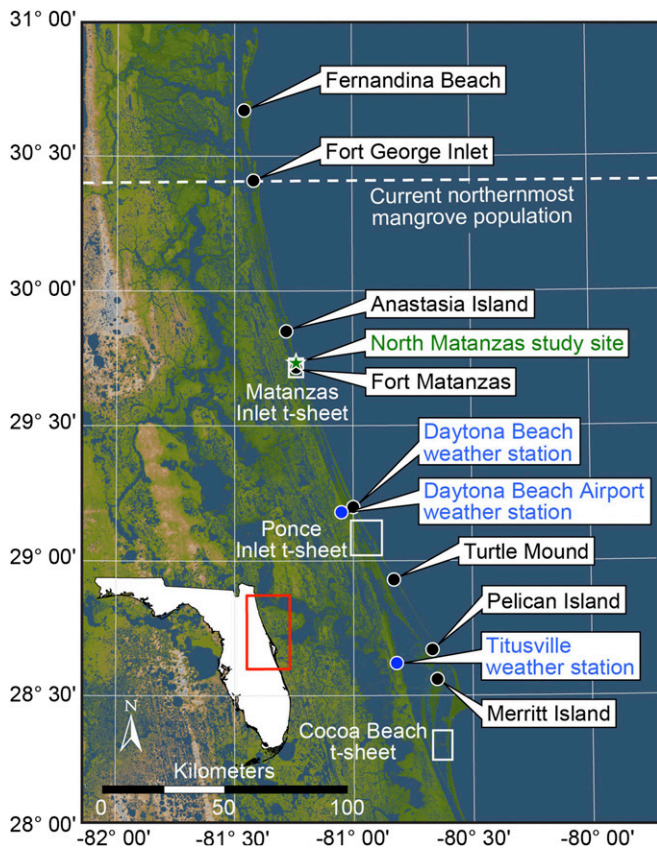 31° 00'
Fernandina Beach
30° 30'
Fort George Inlet
Current northernmost
mangrove population
30° 00'
Anastasia Island
North Matanzas study site
Fort Matanzas
Matanzas
Inlet t-sheet
29° 30'
Daytona Beach
weather station
Daytona Beach Airport
weather station
Ponce
Inlet t-sheet
29° 00'
Turtle Mound
Pelican Island
Titusville
weather station
28° 30'
Merritt Island
N
Cocoa Beach
t-sheet
Kilometers
0 50 100
28° 00'
-82° 00' -81° 30' -81° 00' -80° 30' -80° 00'